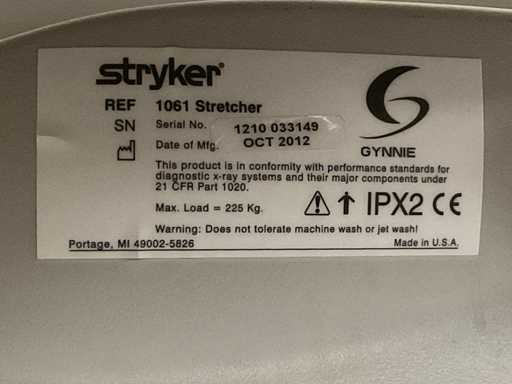 stryker®
GYNNIE
REF 1061 Stretcher
SN Serial No. 1210 033149
Date of Mfg. OCT 2012
This product is in conformity with performance standards for
diagnostic x-ray systems and their major components under
21 CFR Part 1020.
Max. Load = 225 Kg. IPX2 CE
Warning: Does not tolerate machine wash or jet wash!
Portage, MI 49002-5826 Made in U.S.A.